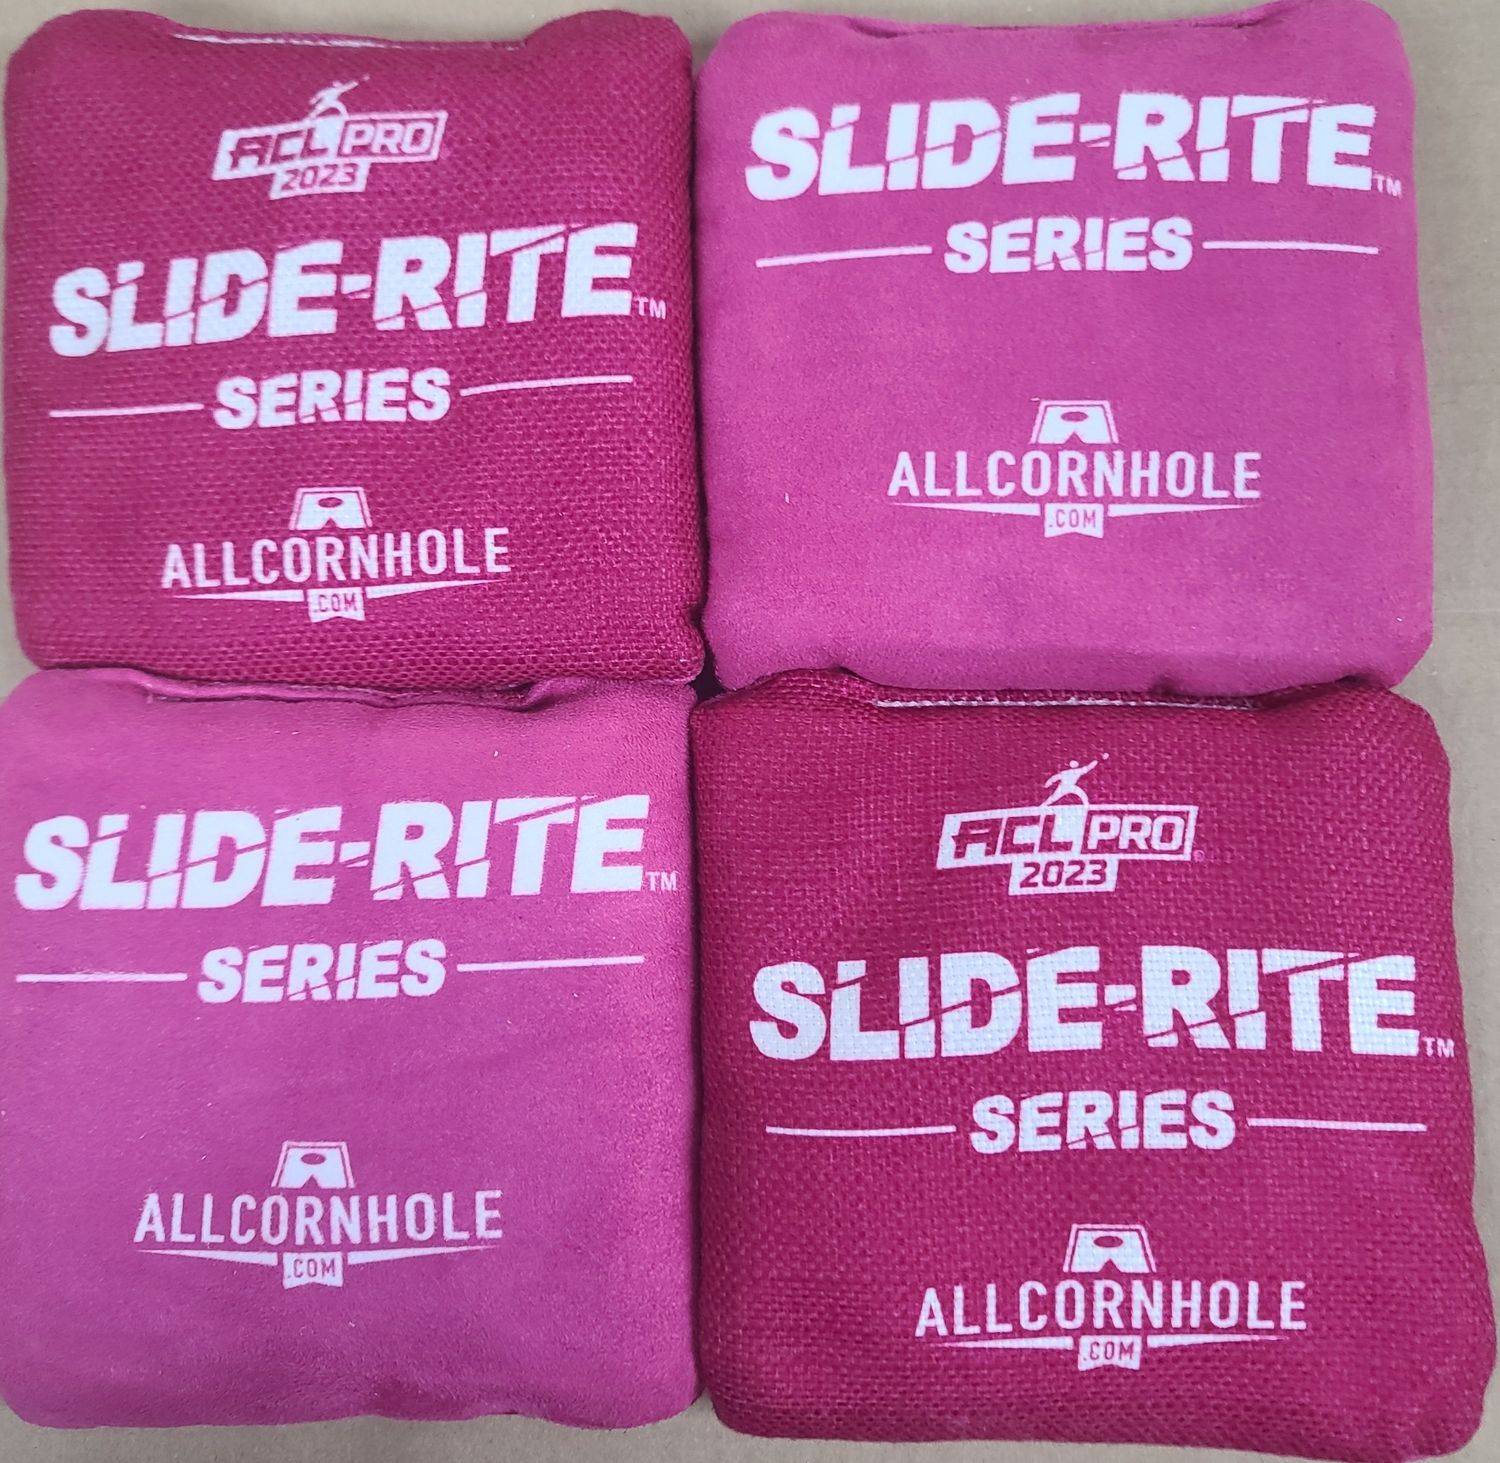 ACL PRO
2023
SLIDE-RITE™
SERIES
ALLCORNHOLE
.COM
SLIDE-RITE™
SERIES
ALLCORNHOLE
.COM
SLIDE-RITE™
SERIES
ALLCORNHOLE
.COM
ACL PRO
2023
SLIDE-RITE™
SERIES
ALLCORNHOLE
.COM